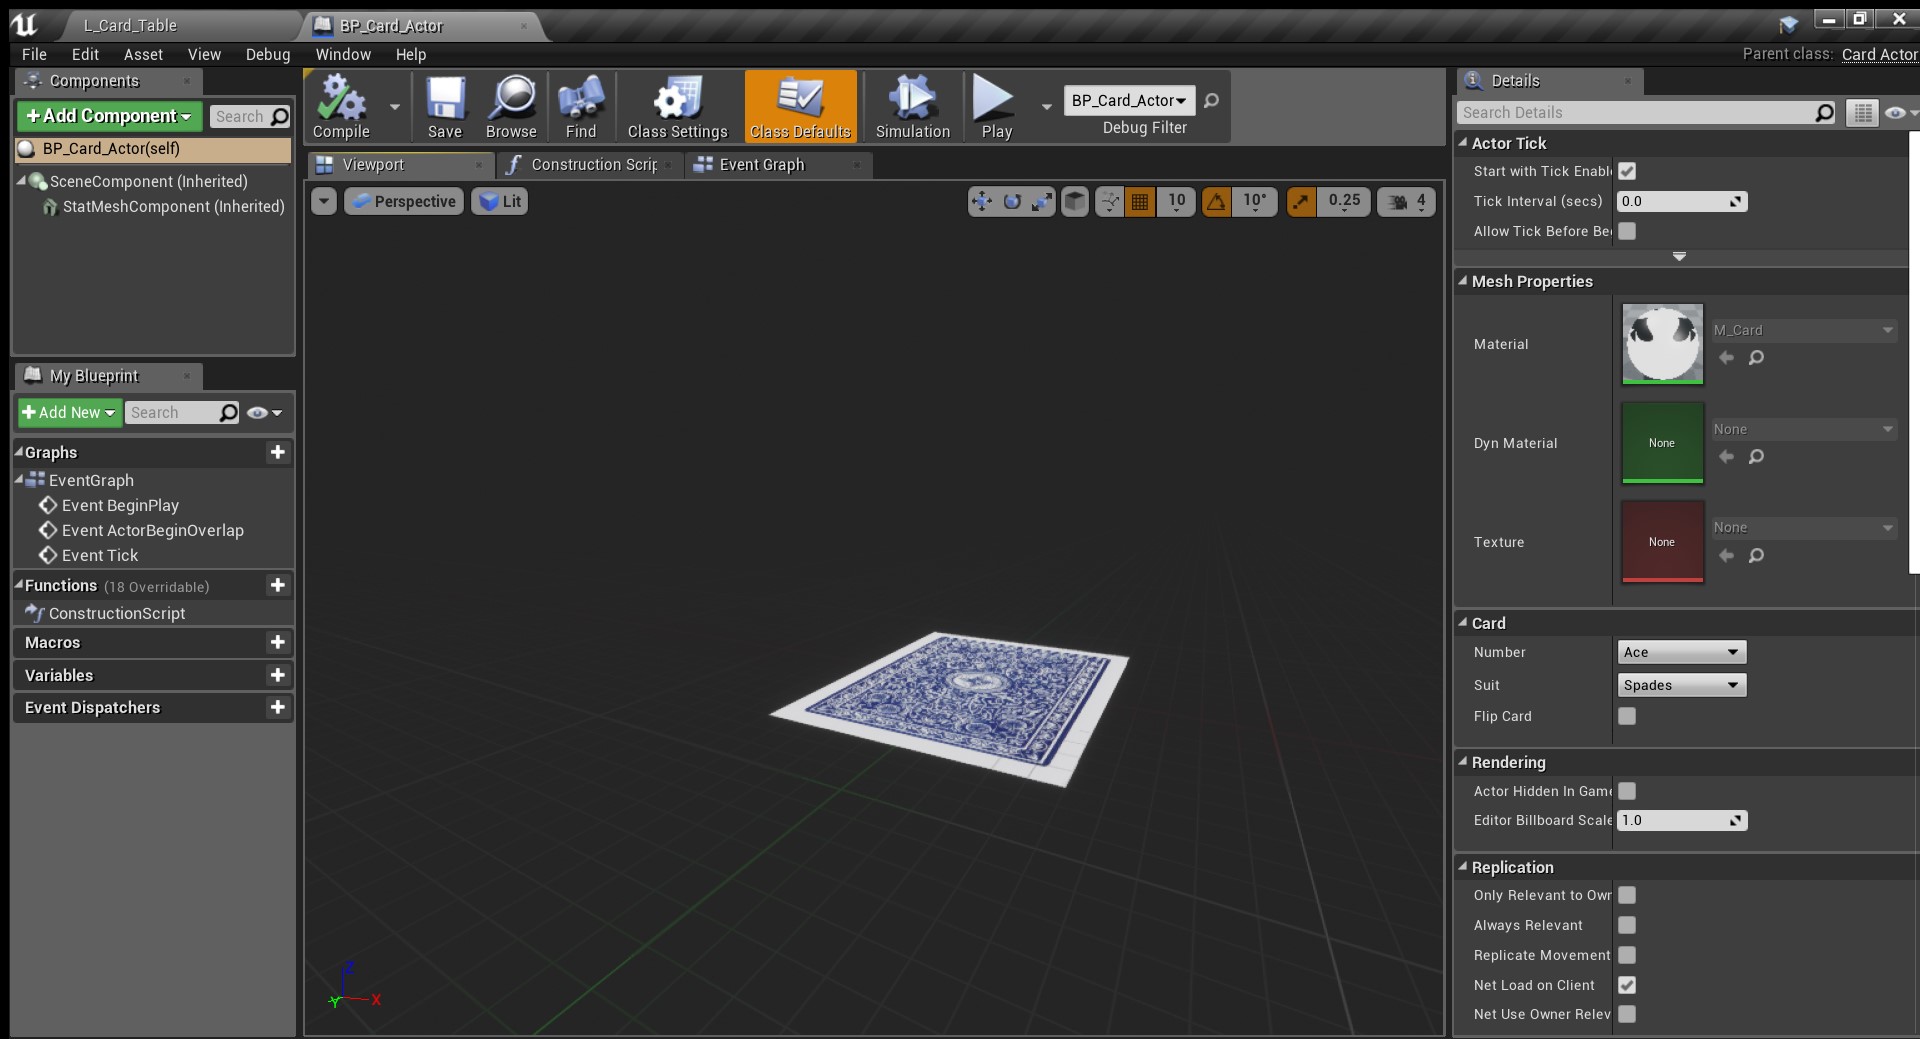 L_Card_Table
BP_Card_Actor
File Edit Asset View Debug Window Help
Parent class: Card Actor
Components
Add Component
Search
BP_Card_Actor(self)
SceneComponent (Inherited)
StatMeshComponent (Inherited)
My Blueprint
Add New
Search
Graphs
EventGraph
Event BeginPlay
Event ActorBeginOverlap
Event Tick
Functions (18 Overridable)
ConstructionScript
Macros
Variables
Event Dispatchers
Compile
Save
Browse
Find
Class Settings
Class Defaults
Simulation
Play
BP_Card_Actor
Debug Filter
Viewport
Construction Scrip
Event Graph
Perspective
Lit
10
10°
0.25
4
Z
Y
X
Details
Search Details
Actor Tick
Start with Tick Enabl
Tick Interval (secs) 0.0
Allow Tick Before Be
Mesh Properties
Material
M_Card
Dyn Material
None
None
Texture
None
None
Card
Number Ace
Suit Spades
Flip Card
Rendering
Actor Hidden In Game
Editor Billboard Scale 1.0
Replication
Only Relevant to Own
Always Relevant
Replicate Movement
Net Load on Client
Net Use Owner Relev